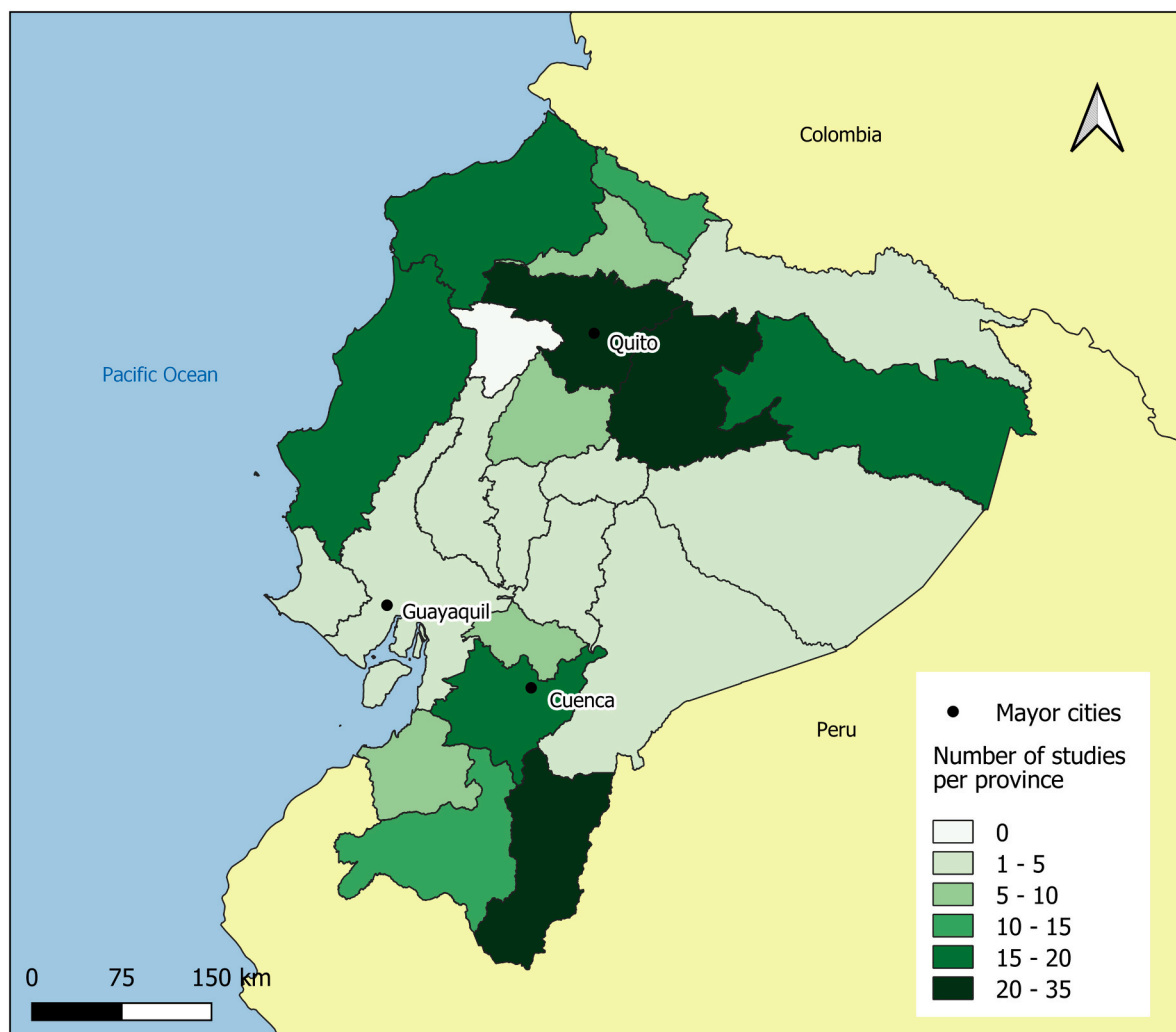 Colombia
Pacific Ocean
Quito
Guayaquil
Cuenca
Peru
Mayor cities
Number of studies
per province
0
1 - 5
5 - 10
10 - 15
15 - 20
20 - 35
0 75 150 km